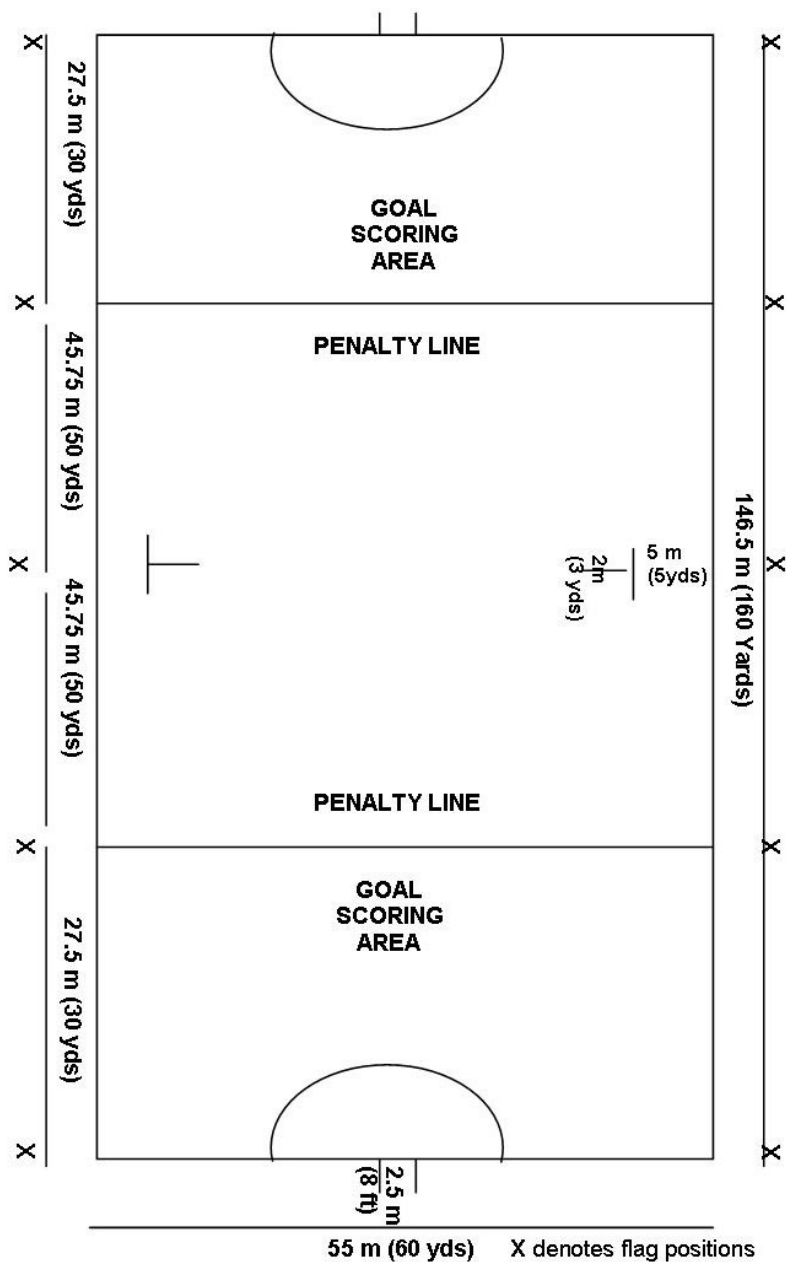 X
X
27.5 m (30 yds)
GOAL
SCORING
AREA
X
X
PENALTY LINE
45.75 m (50 yds)
146.5 m (160 Yards)
5 m
(5yds)
2m
(3 yds)
X
X
45.75 m (50 yds)
PENALTY LINE
X
X
GOAL
SCORING
AREA
27.5 m (30 yds)
X
X
2.5 m
(8 ft)
55 m (60 yds)
X denotes flag positions